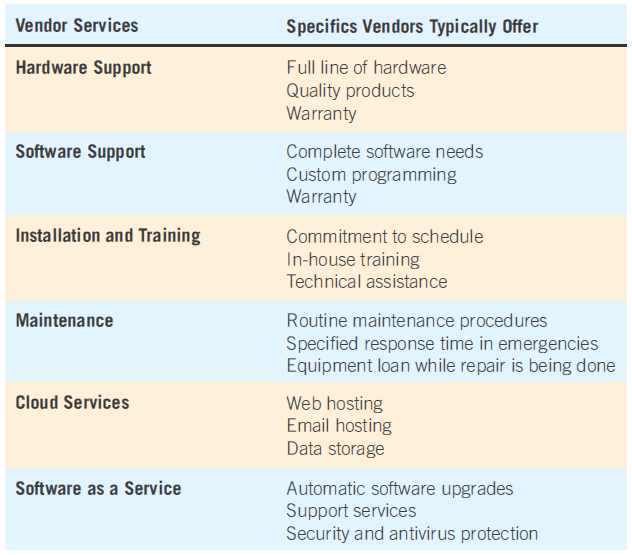 Vendor Services Specifics Vendors Typically Offer
Hardware Support Full line of hardware
Quality products
Warranty
Software Support Complete software needs
Custom programming
Warranty
Installation and Training Commitment to schedule
In-house training
Technical assistance
Maintenance Routine maintenance procedures
Specified response time in emergencies
Equipment loan while repair is being done
Cloud Services Web hosting
Email hosting
Data storage
Software as a Service Automatic software upgrades
Support services
Security and antivirus protection